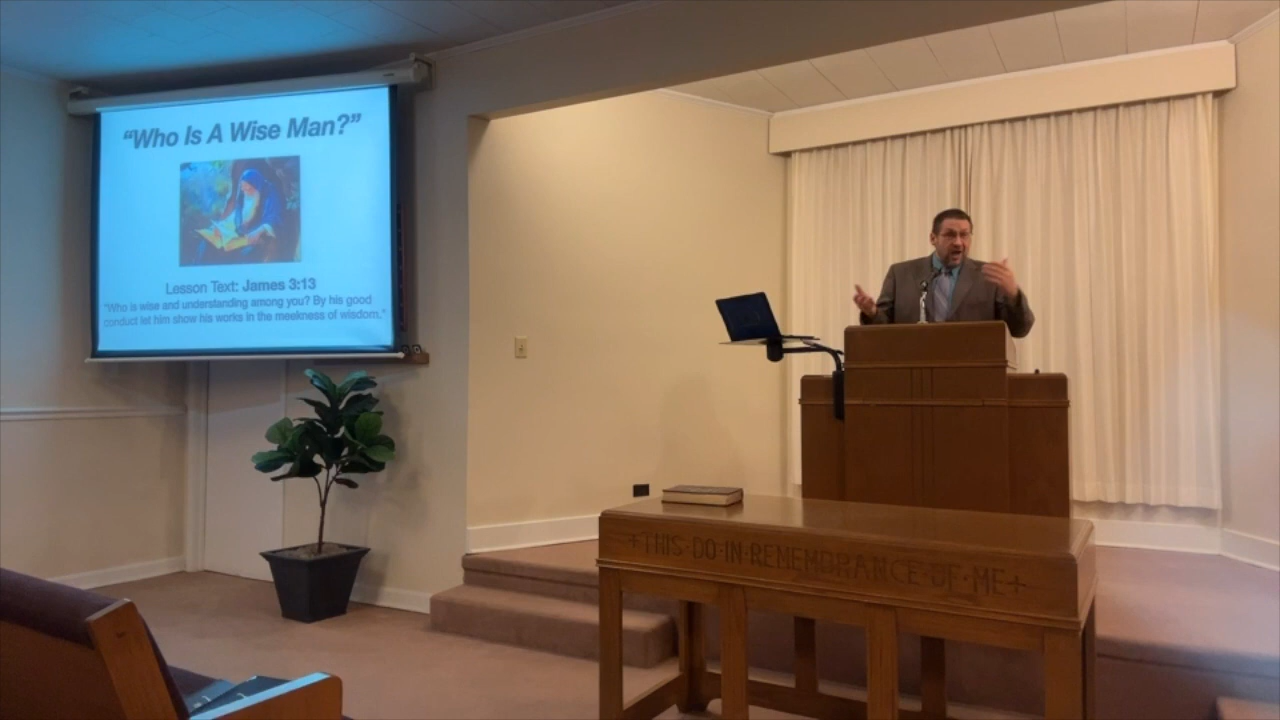 “Who Is A Wise Man?”
Lesson Text: James 3:13
“Who is wise and understanding among you? By his good
conduct let him show his works in the meekness of wisdom.”
+THIS·DO·IN·REMEMBRANCE·OF·ME+